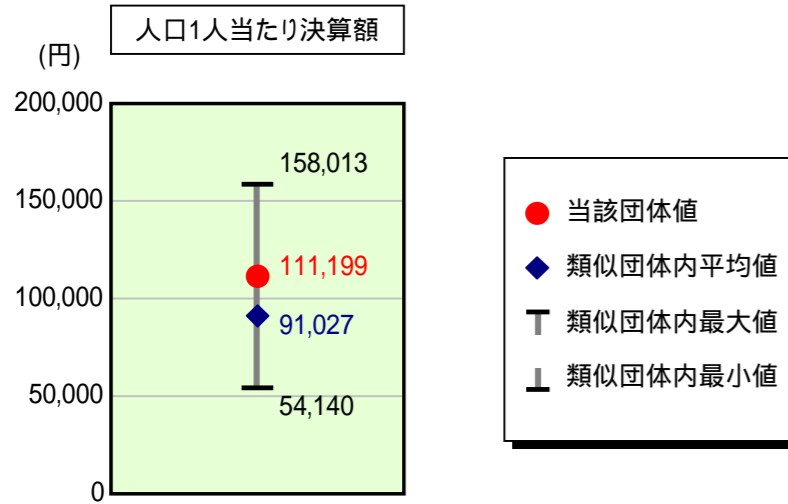 人口1人当たり決算額
(円)
200,000
150,000
100,000
50,000
0
158,013
111,199
91,027
54,140
当該団体値
類似団体内平均値
類似団体内最大値
類似団体内最小値